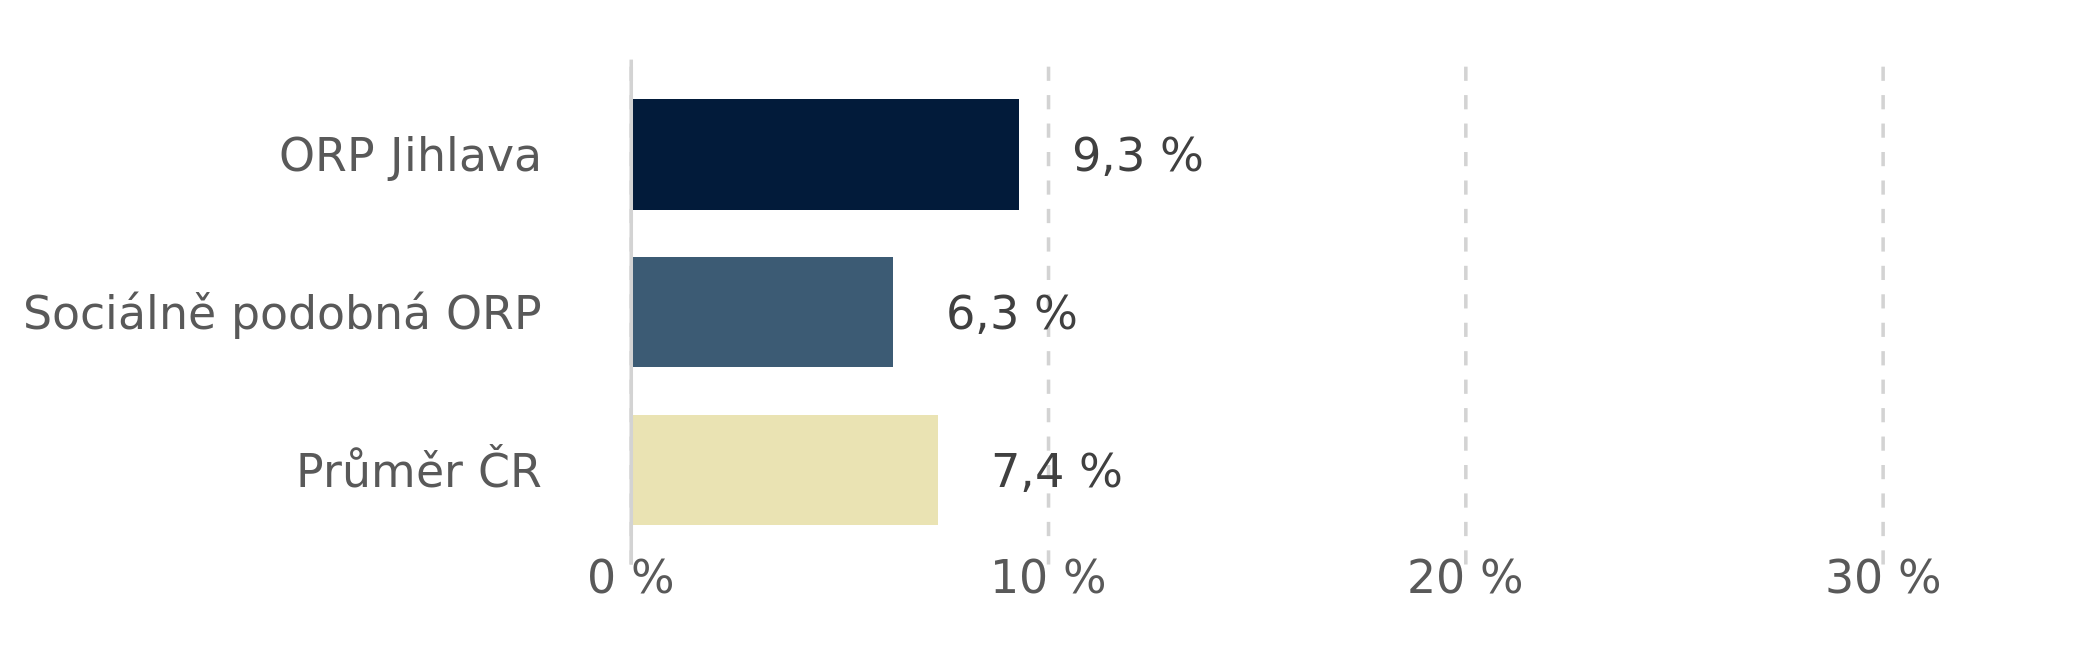 ORP Jihlava 9,3 %
Sociálně podobná ORP 6,3 %
Průměr ČR 7,4 %
0 % 10 % 20 % 30 %